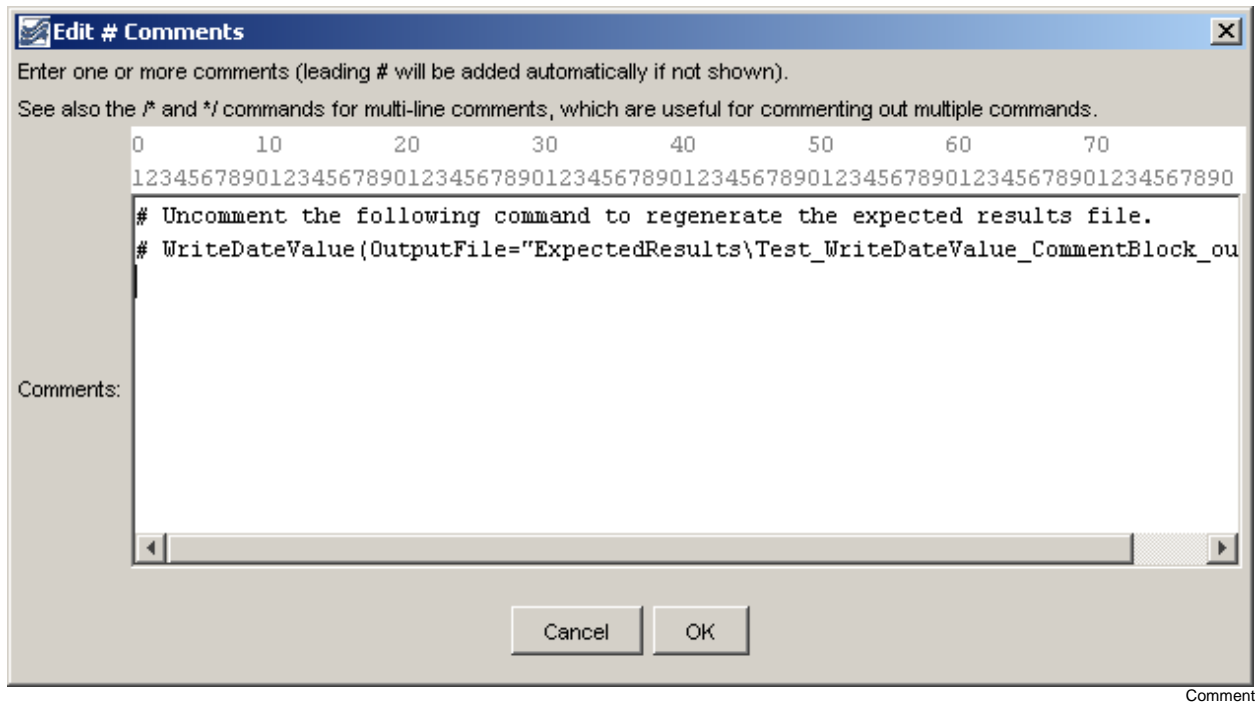 Edit # Comments
Enter one or more comments (leading # will be added automatically if not shown).
See also the /* and */ commands for multi-line comments, which are useful for commenting out multiple commands.
0 10 20 30 40 50 60 70
12345678901234567890123456789012345678901234567890123456789012345678901234567890
# Uncomment the following command to regenerate the expected results file.
# WriteDateValue(OutputFile="ExpectedResults\Test_WriteDateValue_CommentBlock_ou
Comments:
Cancel OK
Comment